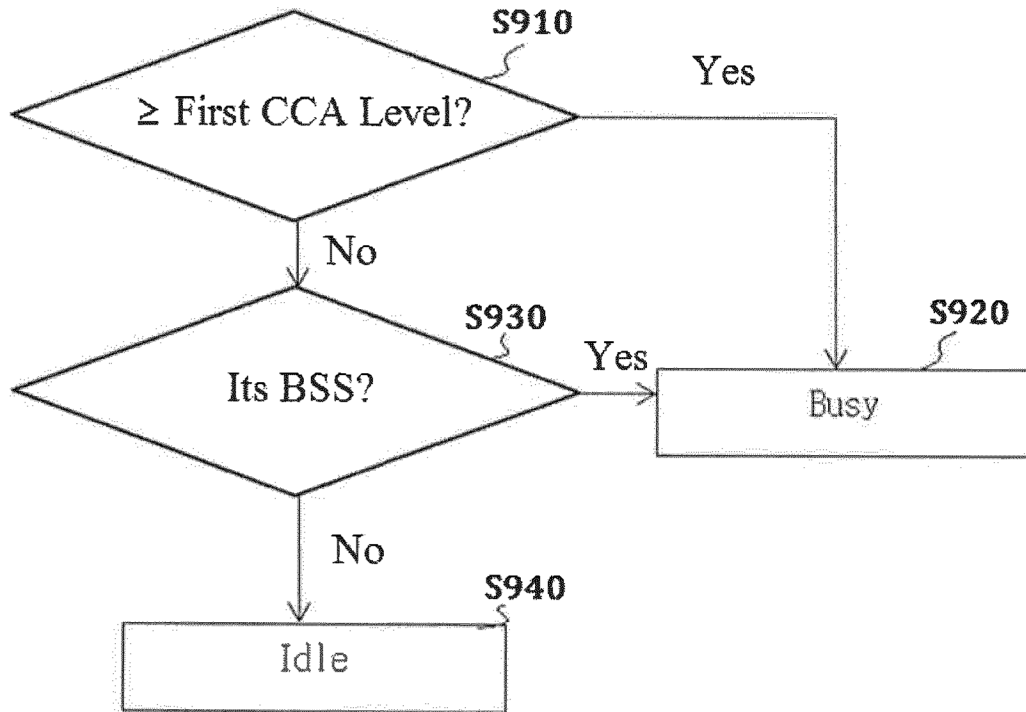 S910
≥ First CCA Level?
Yes
No
S930
Its BSS?
Yes
S920
Busy
No
S940
Idle